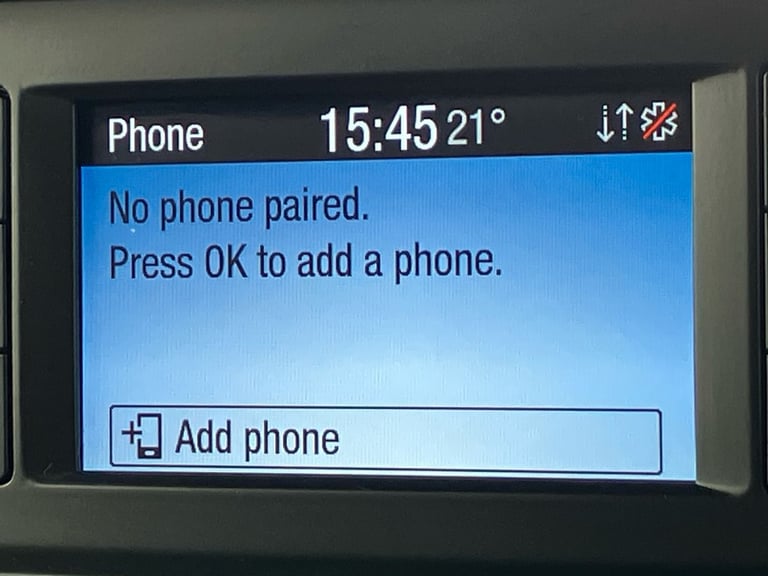 Phone 15:45 21°
No phone paired.
Press OK to add a phone.
Add phone